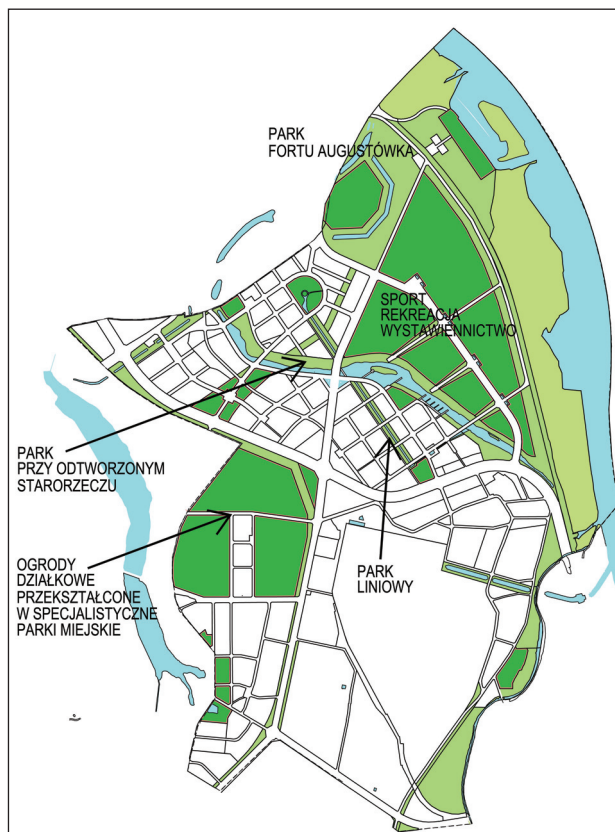 PARK
FORTU AUGUSTÓWKA
SPORT
REKREACJA
WYSTAWIENNICTWO
PARK
PRZY ODTWORZONYM
STARORZECZU
OGRODY
DZIAŁKOWE
PRZEKSZTAŁCONE
W SPECJALISTYCZNE
PARKI MIEJSKIE
PARK
LINIOWY